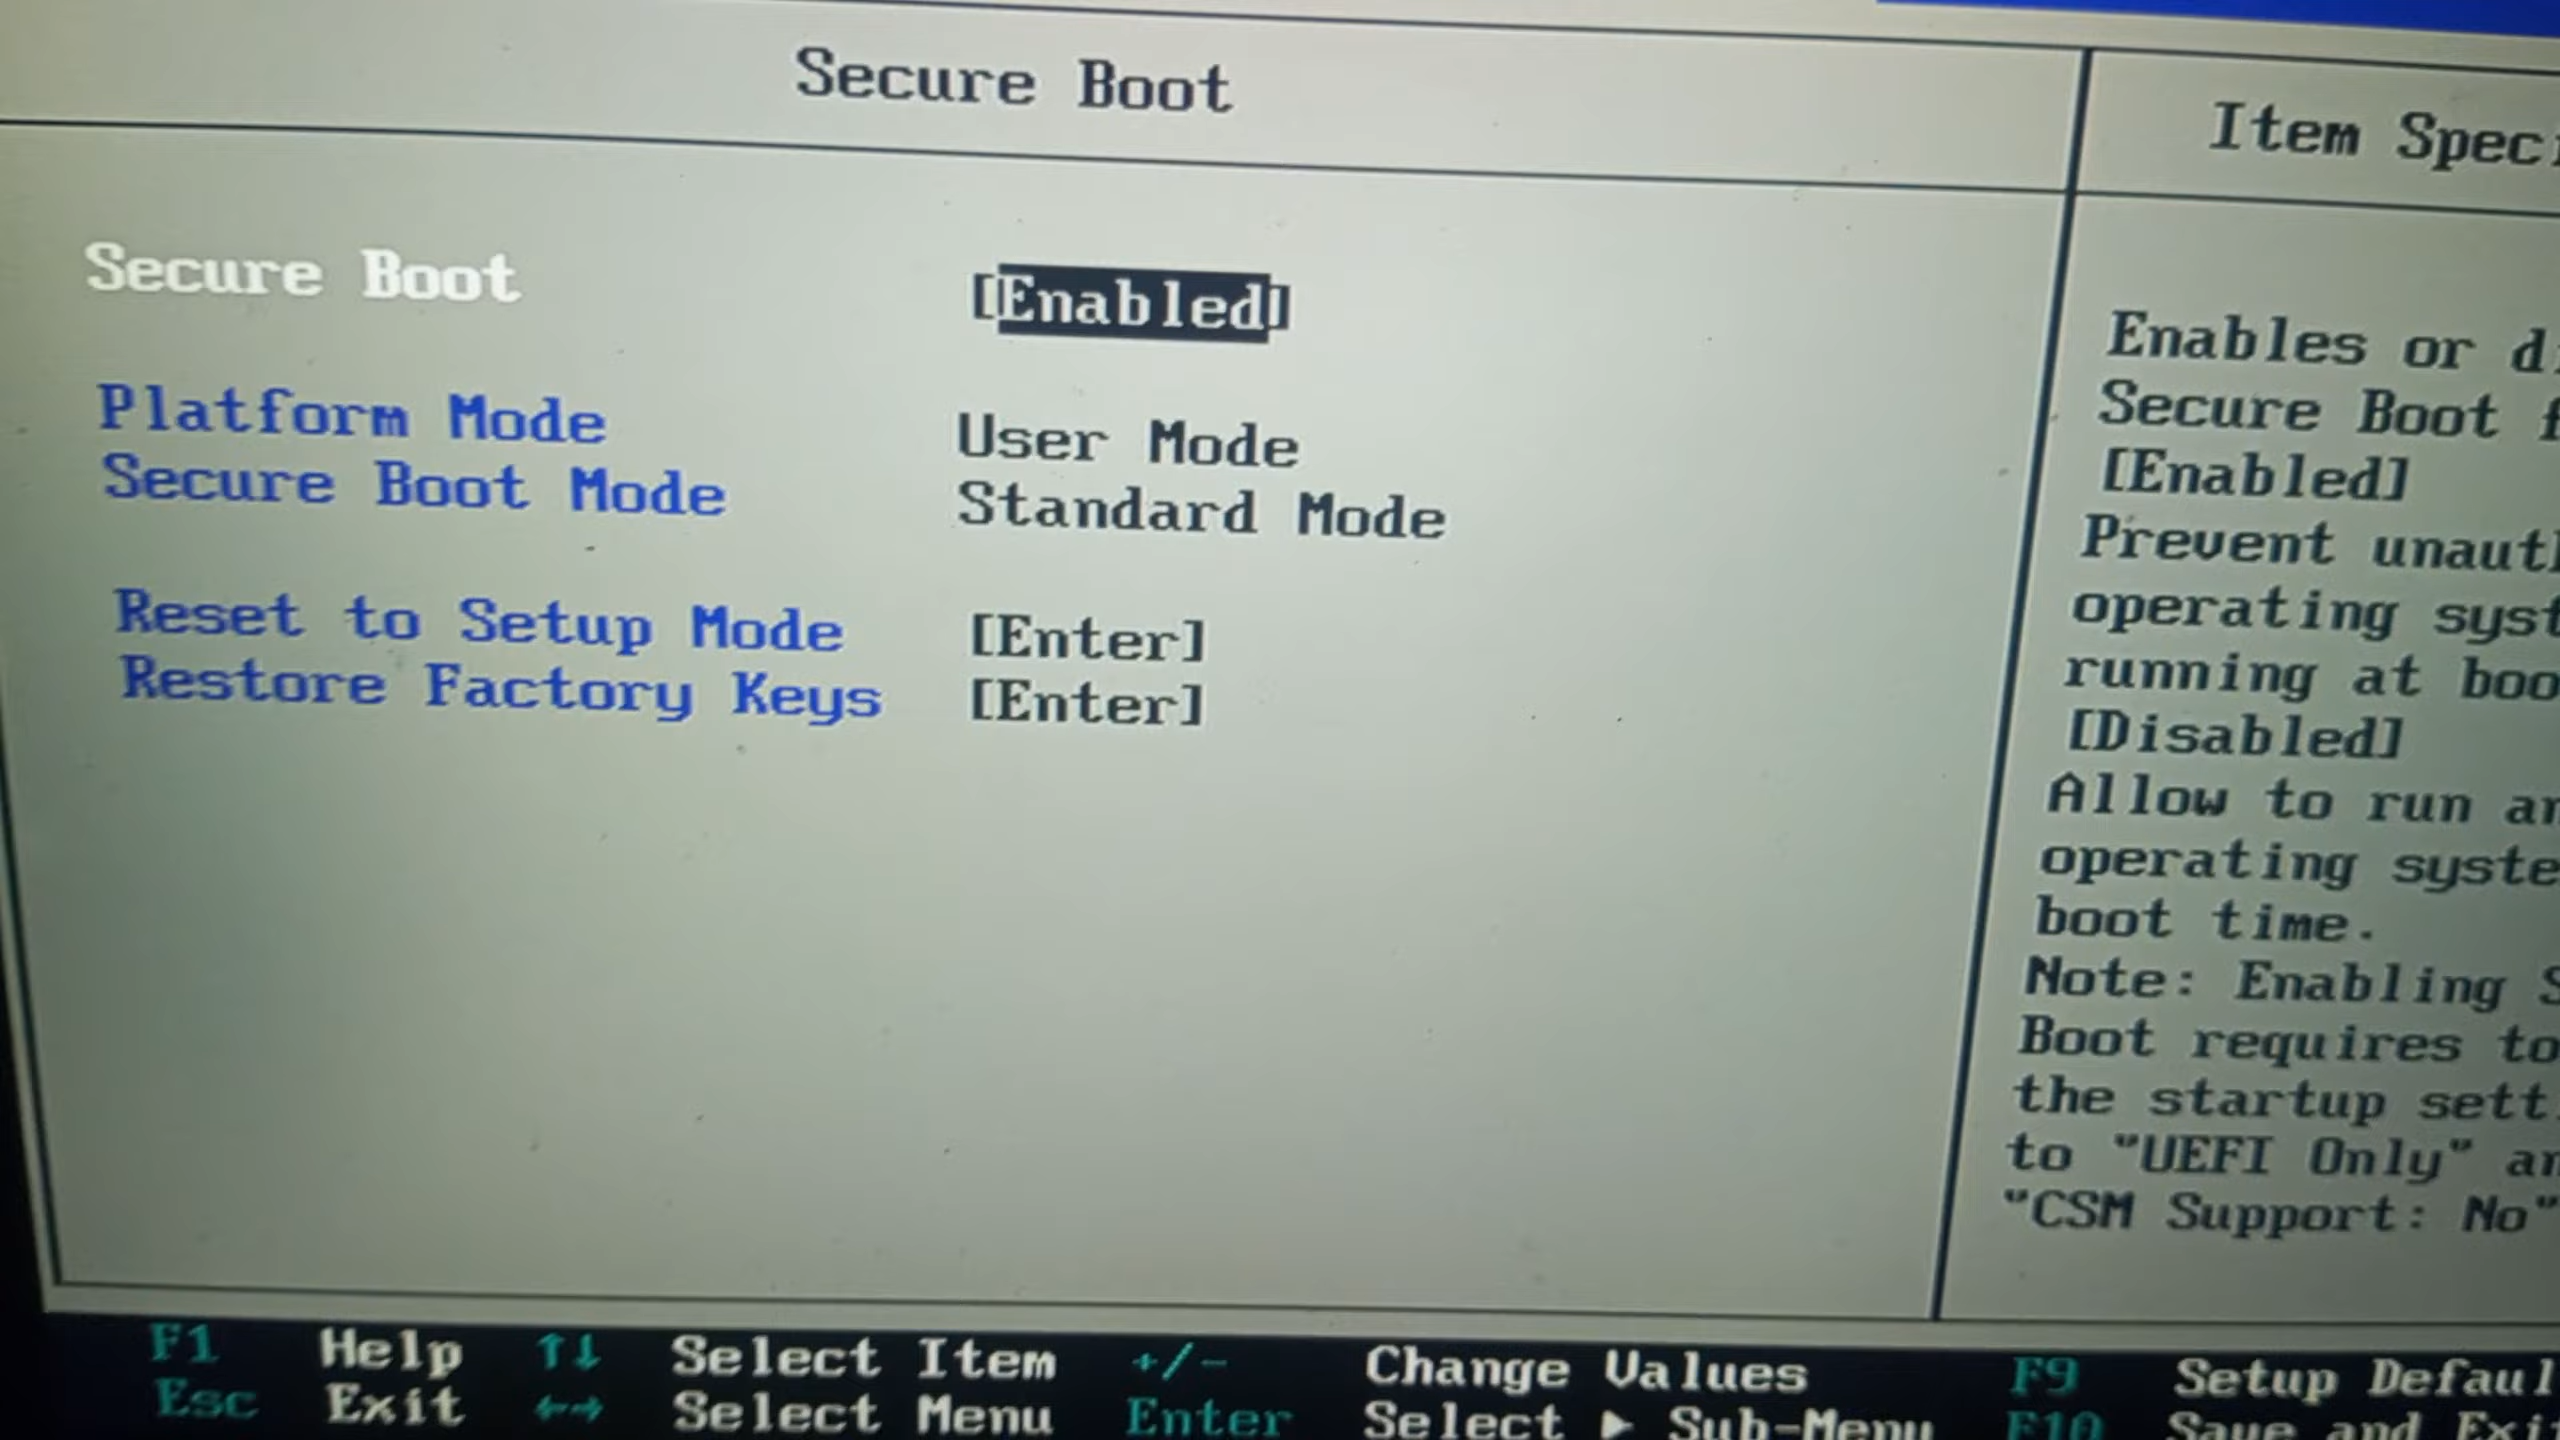 Secure Boot
Item
Secure Boot [Enabled]
Platform Mode User Mode
Secure Boot Mode Standard Mode
Reset to Setup Mode [Enter]
Restore Factory Keys [Enter]
Enables or
Secure Boot
[Enabled]
Prevent
operating
running at
[Disabled]
Allow to run
operating
boot time.
Note: Enabling
Boot requires to
the startup
to "UEFI Only"
"CSM Support: No"
F1 Help ↑↓ Select Item +/- Change Values F9 Setup
Esc Exit ←→ Select Menu Enter Select ▶ Sub-Menu F10 Save and